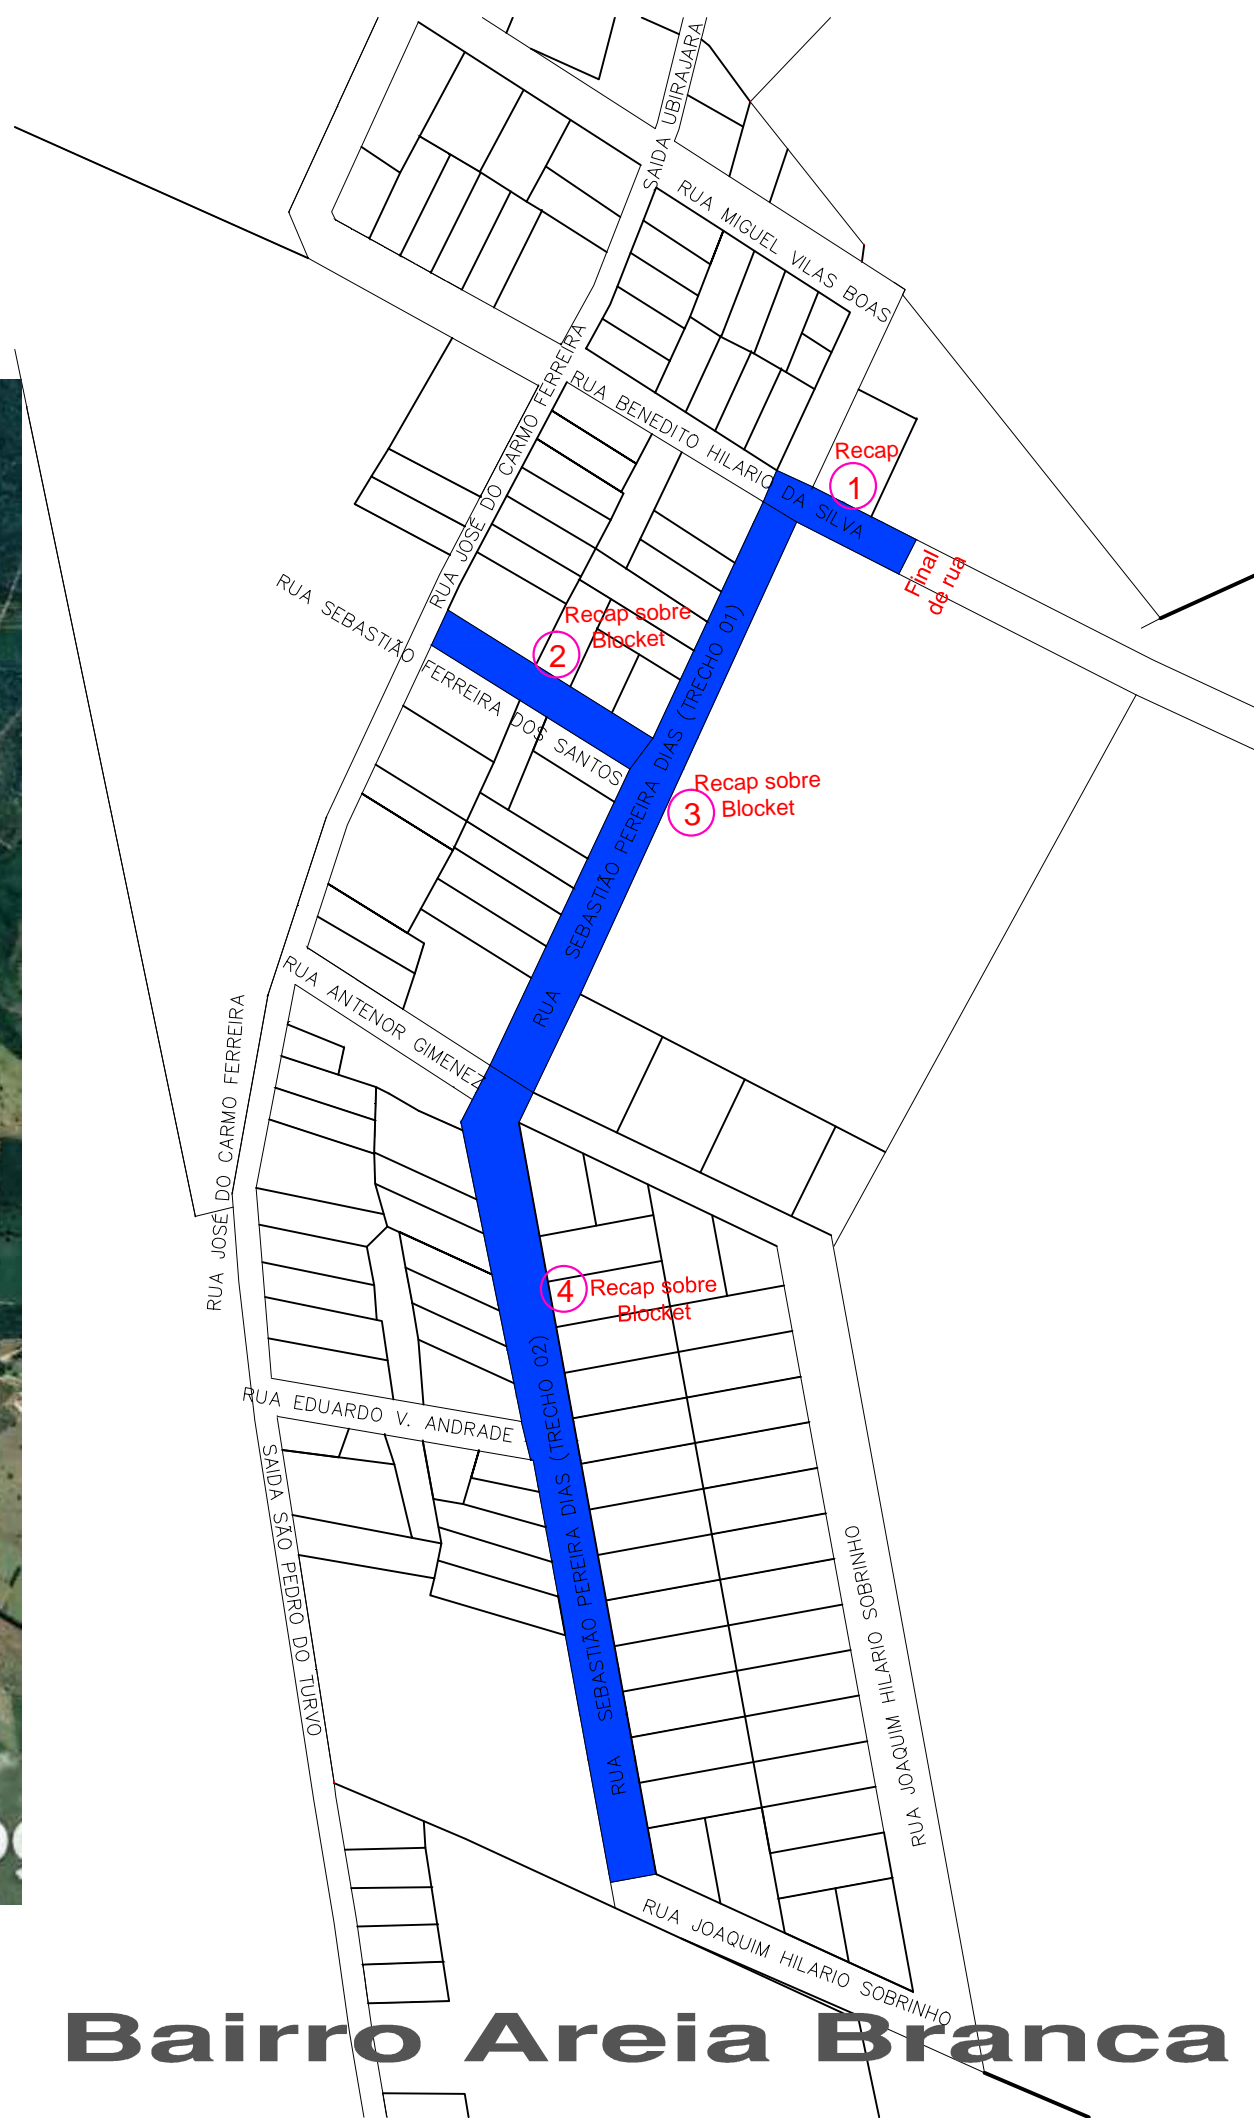 SAIDA UBIRAJARA
RUA MIGUEL VILAS BOAS
RUA JOSÉ DO CARMO FERREIRA
RUA BENEDITO HILARIO
DA SILVA
Recap
1
Final
de rua
RUA SEBASTIÃO FERREIRA DOS SANTOS
Recap sobre
Blocket
2
RUA SEBASTIÃO PEREIRA DIAS (TRECHO 01)
Recap sobre
Blocket
3
RUA ANTENOR GIMENEZ
RUA JOSÉ DO CARMO FERREIRA
4
Recap sobre
Blocket
RUA EDUARDO V. ANDRADE
RUA SEBASTIÃO PEREIRA DIAS (TRECHO 02)
SAIDA SÃO PEDRO DO TURVO
RUA JOAQUIM HILARIO SOBRINHO
RUA JOAQUIM HILARIO SOBRINHO
Bairro Areia Branca